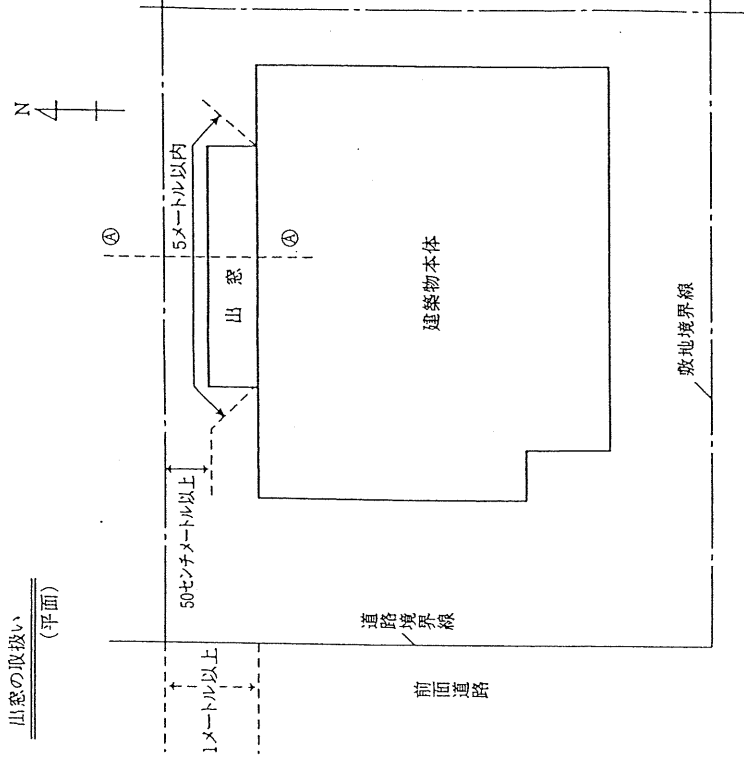 出窓の取扱い
(平面)
N
Ⓐ
5メートル以内
出窓
Ⓐ
建築物本体
50センチメートル以上
敷地境界線
道路境界線
1メートル以上
前面道路